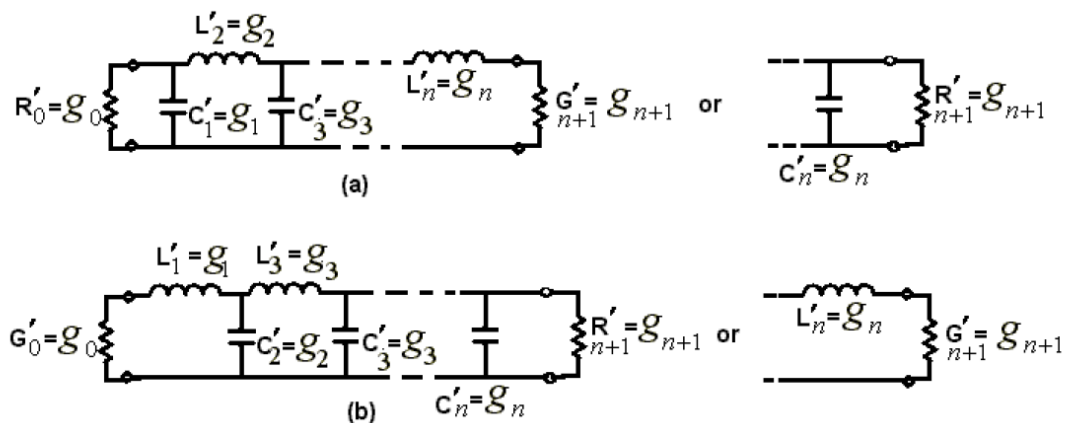 L′₂=g₂
R′₀=g₀
C′₁=g₁
C′₃=g₃
L′ₙ=gₙ
G′ₙ₊₁=gₙ₊₁
or
R′ₙ₊₁=gₙ₊₁
C′ₙ=gₙ
(a)
L′₁=g₁
L′₃=g₃
G′₀=g₀
C′₂=g₂
C′₃=g₃
C′ₙ=gₙ
R′ₙ₊₁=gₙ₊₁
or
L′ₙ=gₙ
G′ₙ₊₁=gₙ₊₁
(b)